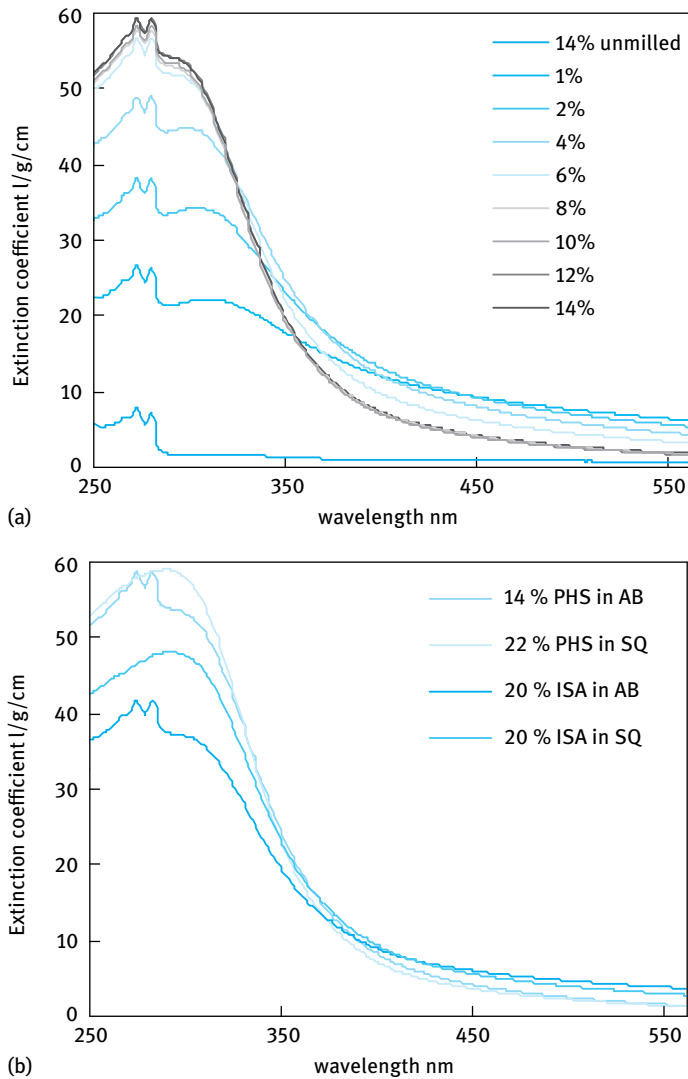 60
50
40
30
20
10
0
Extinction coefficient l/g/cm
14% unmilled
1%
2%
4%
6%
8%
10%
12%
14%
250
350
450
550
wavelength nm
(a)
60
50
40
30
20
10
0
Extinction coefficient l/g/cm
14 % PHS in AB
22 % PHS in SQ
20 % ISA in AB
20 % ISA in SQ
250
350
450
550
wavelength nm
(b)